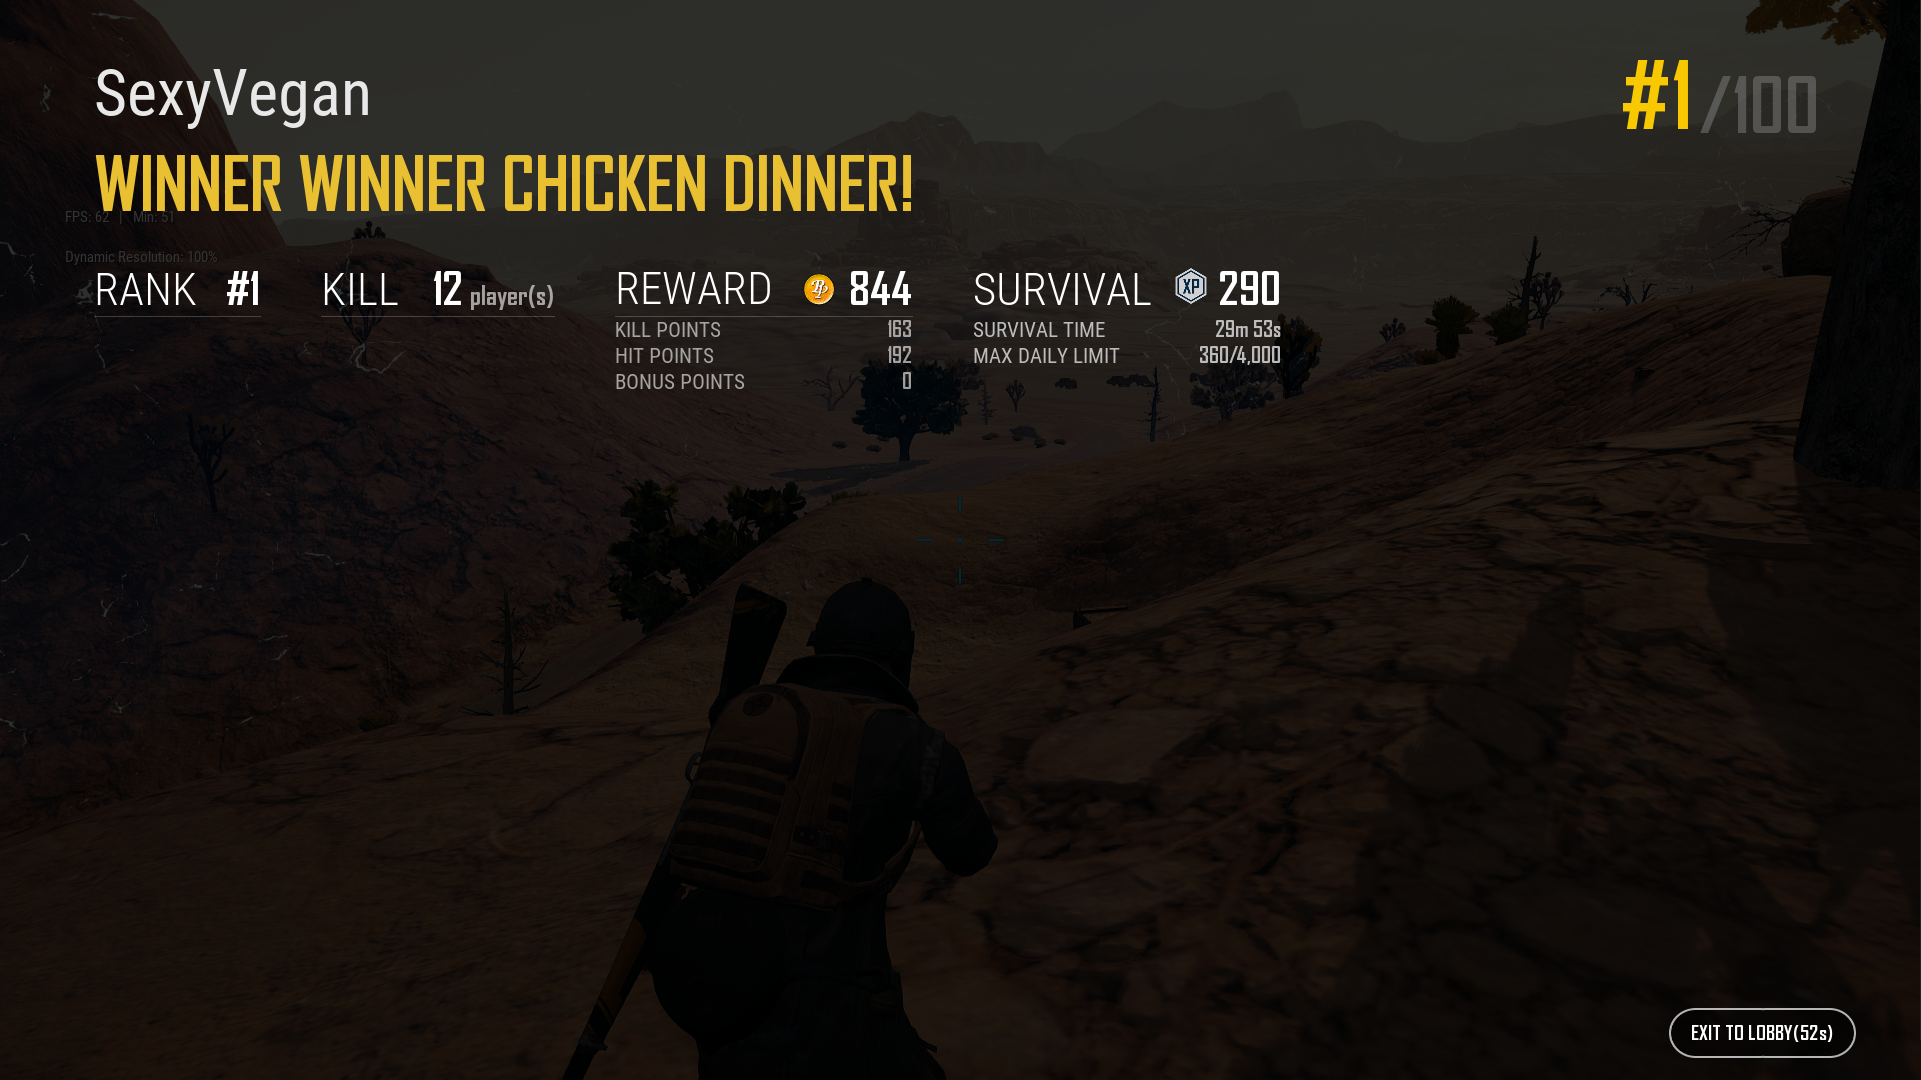 SexyVegan
#1/100
WINNER WINNER CHICKEN DINNER!
FPS: 62 | Min: 51
Dynamic Resolution: 100%
RANK #1
KILL 12 player(s)
REWARD BP 844
KILL POINTS 163
HIT POINTS 192
BONUS POINTS 0
SURVIVAL XP 290
SURVIVAL TIME 29m 53s
MAX DAILY LIMIT 360/4,000
EXIT TO LOBBY(52s)